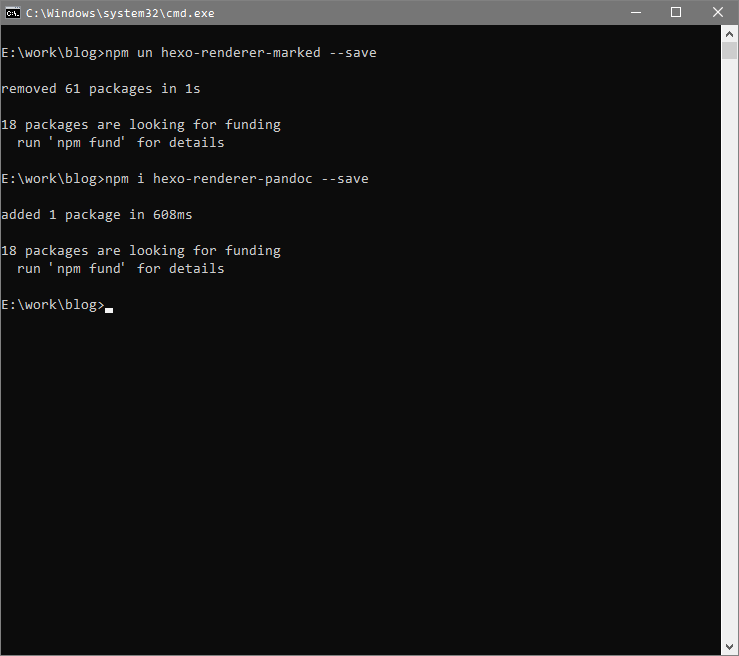 C:\Windows\system32\cmd.exe
E:\work\blog>npm un hexo-renderer-marked --save
removed 61 packages in 1s
18 packages are looking for funding
  run `npm fund` for details
E:\work\blog>npm i hexo-renderer-pandoc --save
added 1 package in 608ms
18 packages are looking for funding
  run `npm fund` for details
E:\work\blog>